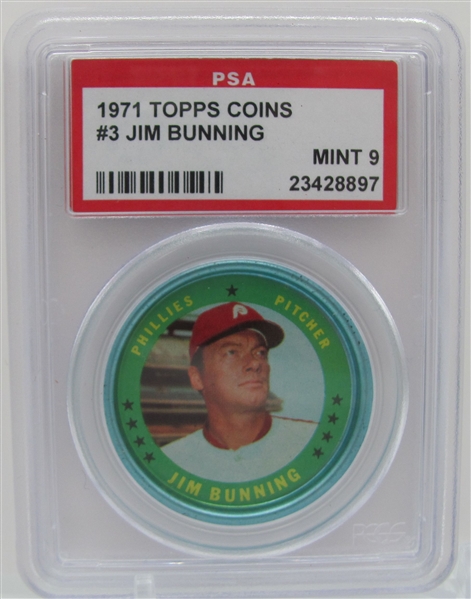 PSA
1971 TOPPS COINS
#3 JIM BUNNING
MINT 9
23428897
PHILLIES ★ PITCHER
P
JIM BUNNING